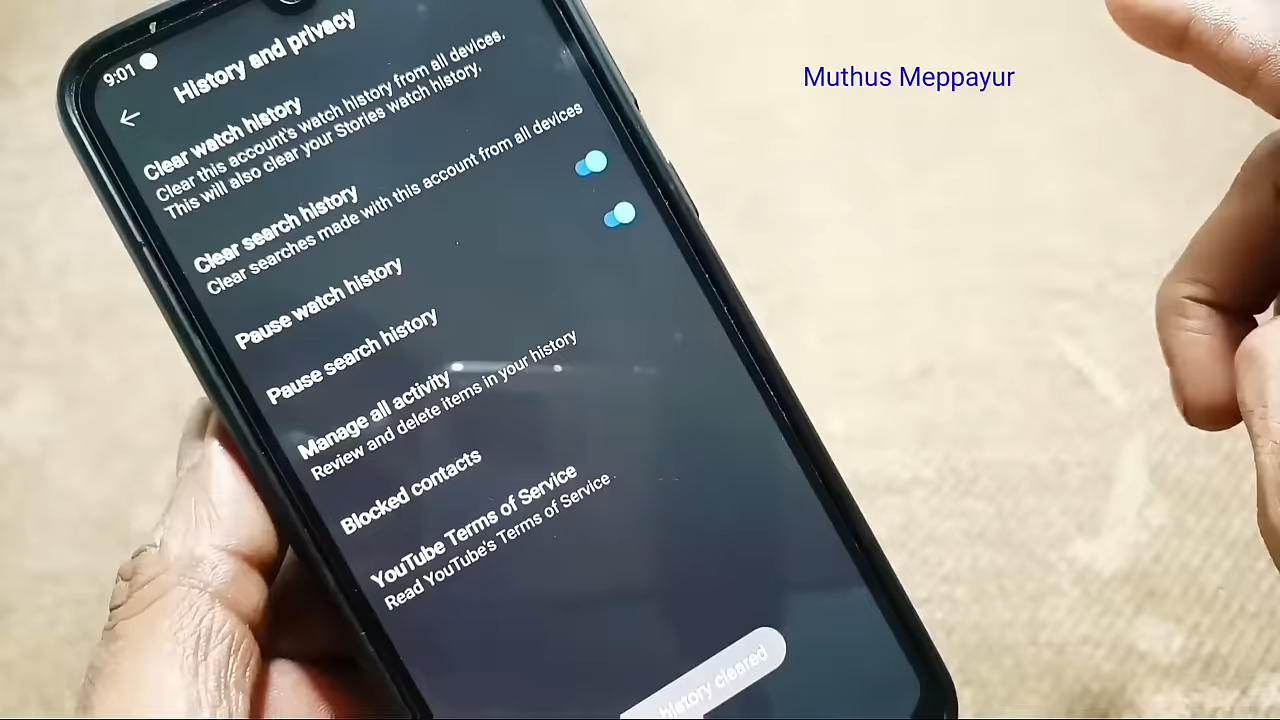 Muthus Meppayur
9:01
History and privacy
Clear watch history
Clear this account's watch history from all devices.
This will also clear your Stories watch history.
Clear search history
Clear searches made with this account from all devices
Pause watch history
Pause search history
Manage all activity
Review and delete items in your history
Blocked contacts
YouTube Terms of Service
Read YouTube's Terms of Service
history cleared